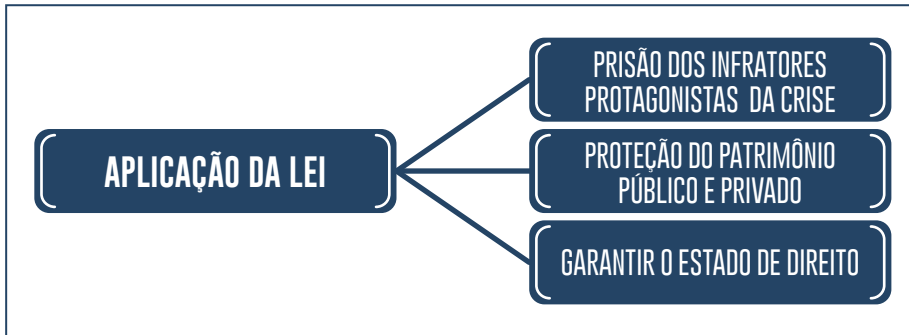 APLICAÇÃO DA LEI
PRISÃO DOS INFRATORES
PROTAGONISTAS DA CRISE
PROTEÇÃO DO PATRIMÔNIO
PÚBLICO E PRIVADO
GARANTIR O ESTADO DE DIREITO